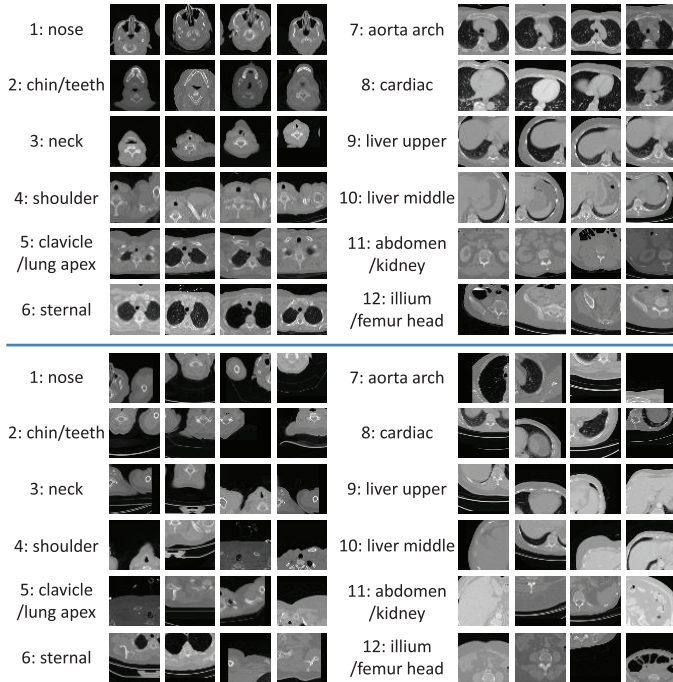 1: nose
2: chin/teeth
3: neck
4: shoulder
5: clavicle
/lung apex
6: sternal
7: aorta arch
8: cardiac
9: liver upper
10: liver middle
11: abdomen
/kidney
12: illium
/femur head
1: nose
2: chin/teeth
3: neck
4: shoulder
5: clavicle
/lung apex
6: sternal
7: aorta arch
8: cardiac
9: liver upper
10: liver middle
11: abdomen
/kidney
12: illium
/femur head